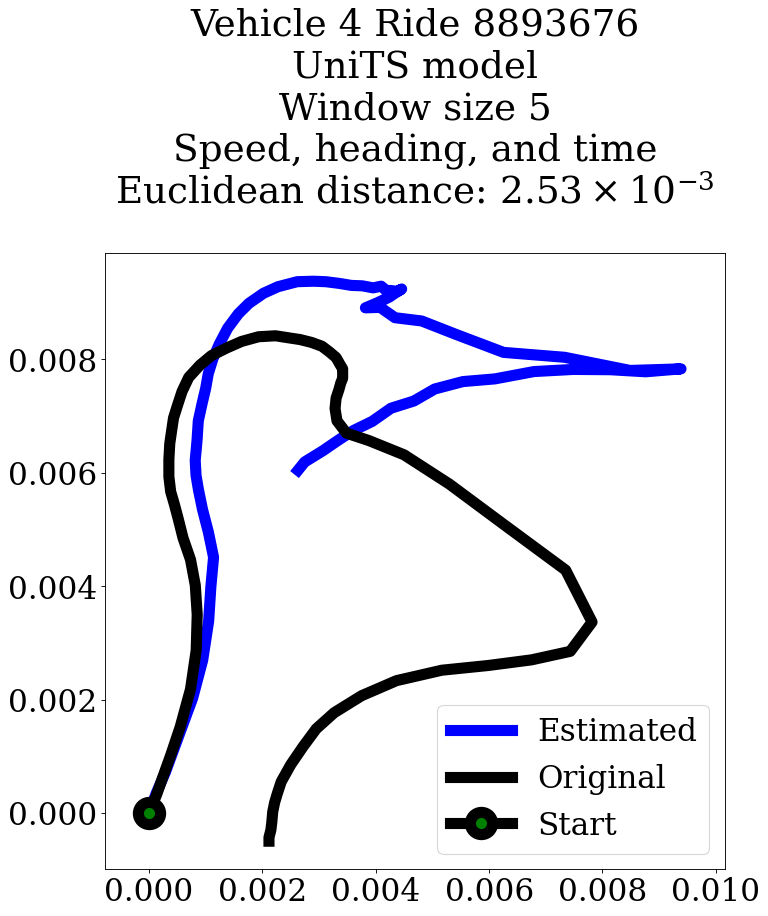 Vehicle 4 Ride 8893676
UniTS model
Window size 5
Speed, heading, and time
Euclidean distance: 2.53 × 10⁻³
0.008
0.006
0.004
0.002
0.000
Estimated
Original
Start
0.000 0.002 0.004 0.006 0.008 0.010